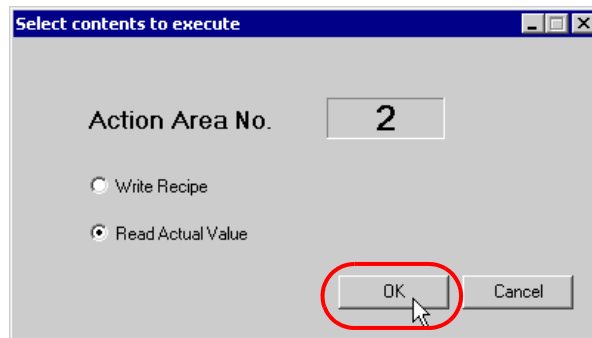 Select contents to execute
Action Area No. 2
Write Recipe
Read Actual Value
OK Cancel